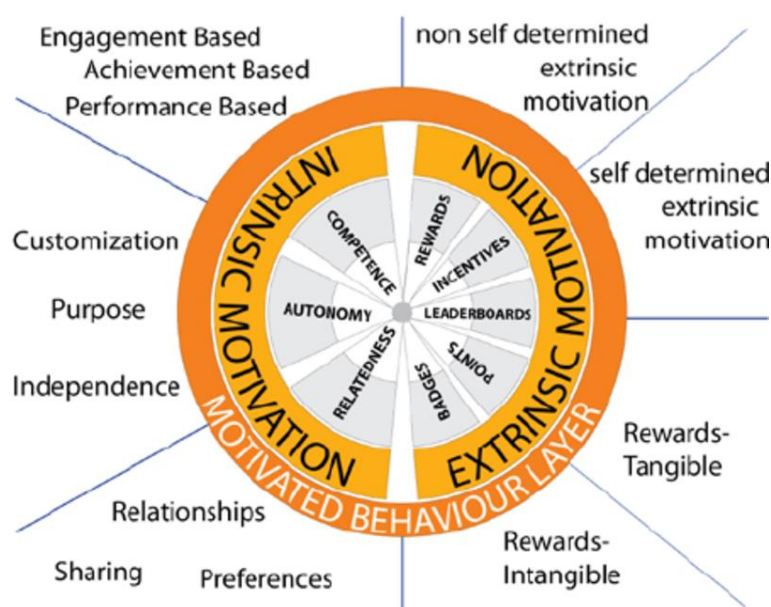 Engagement Based
Achievement Based
Performance Based
non self determined
extrinsic
motivation
self determined
extrinsic
motivation
Customization
Purpose
Independence
Relationships
Sharing
Preferences
Rewards-
Tangible
Rewards-
Intangible
INTRINSIC MOTIVATION
EXTRINSIC MOTIVATION
MOTIVATED BEHAVIOUR LAYER
COMPETENCE
AUTONOMY
RELATEDNESS
REWARDS
INCENTIVES
LEADERBOARDS
POINTS
BADGES